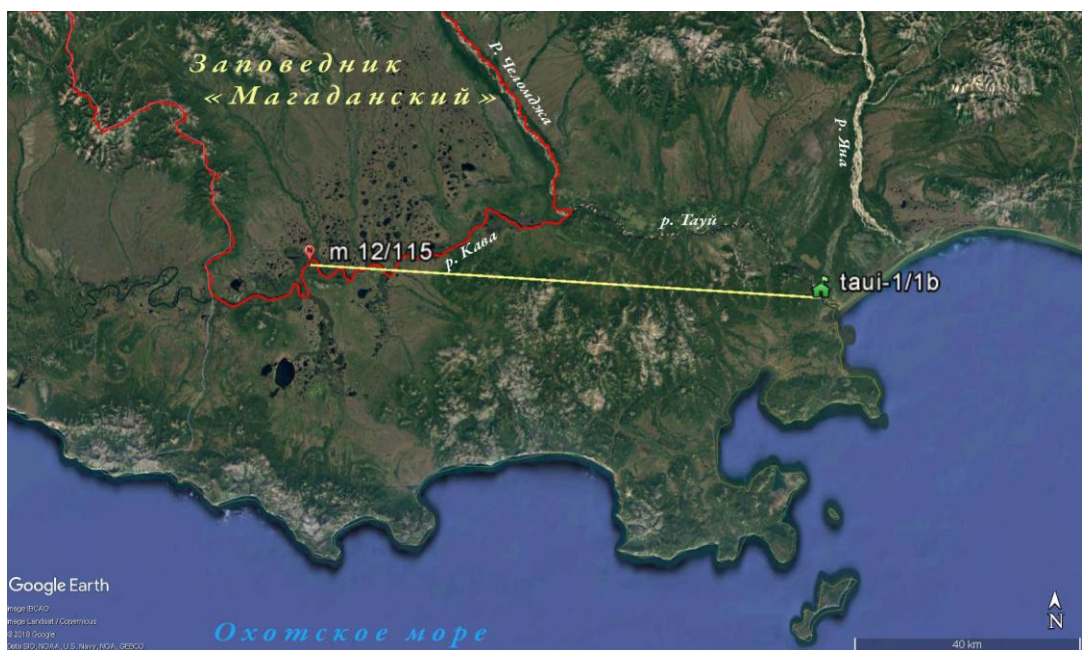 Заповедник
«Магаданский»
р. Челомджа
р. Яна
р. Тауй
р. Кава
m 12/115
taui-1/1b
Google Earth
Image IBCAO
Image Landsat / Copernicus
© 2018 Google
Data SIO, NOAA, U.S. Navy, NGA, GEBCO
Охотское море
N
40 km